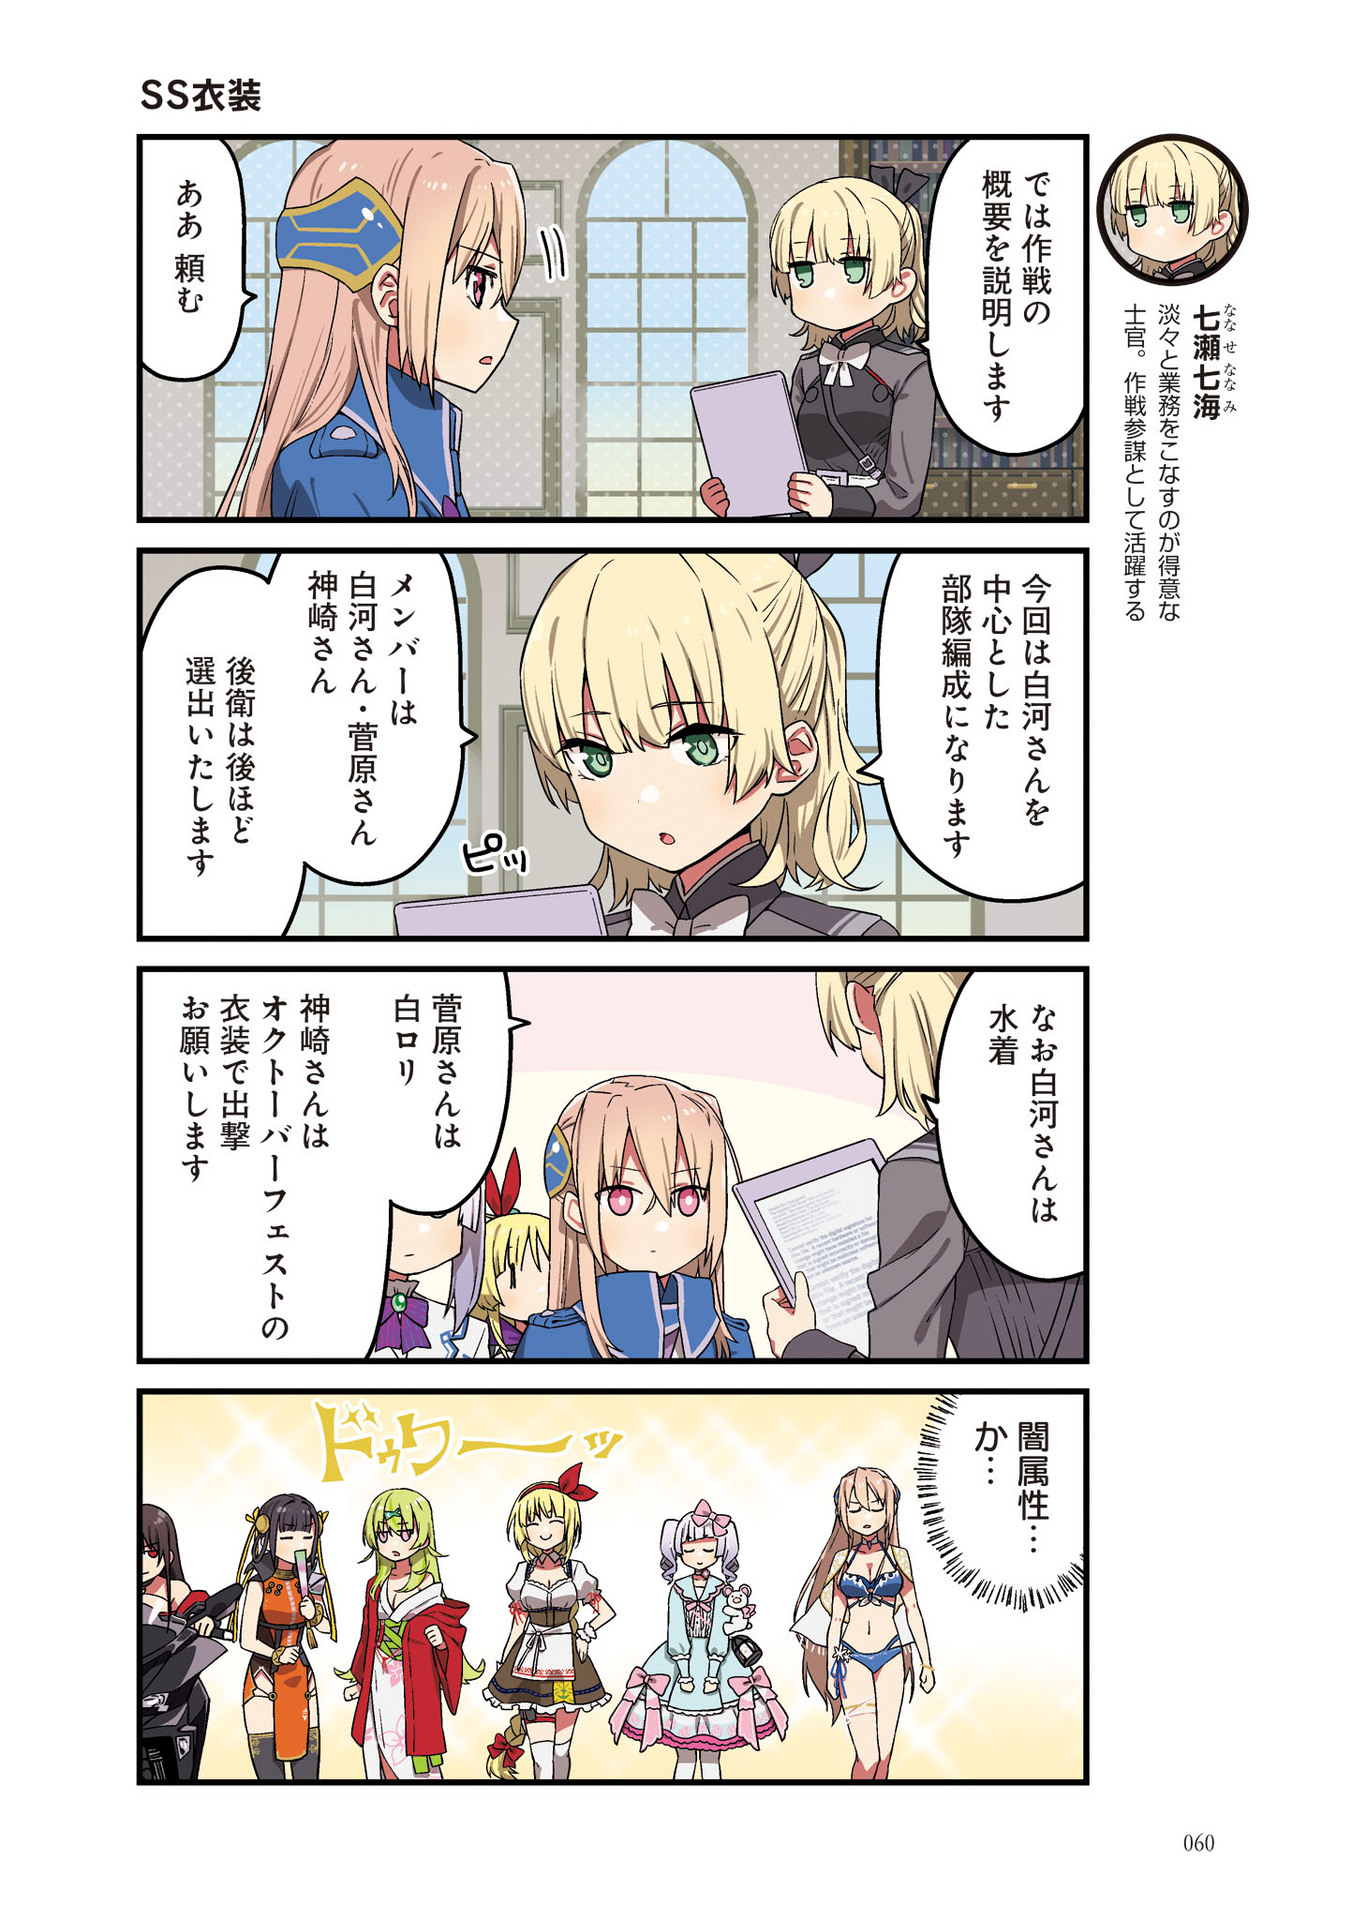 SS衣装
七瀬七海
ななせななみ
淡々と業務をこなすのが得意な
士官。作戦参謀として活躍する
では作戦の
概要を説明します
ああ 頼む
今回は白河さんを
中心とした
部隊編成になります
メンバーは
白河さん・菅原さん
神崎さん
後衛は後ほど
選出いたします
ピッ
なお白河さんは
水着
菅原さんは
白ロリ
神崎さんは
オクトーバーフェストの
衣装で出撃
お願いします
闇属性…
か…
ドゥクーーッ
060